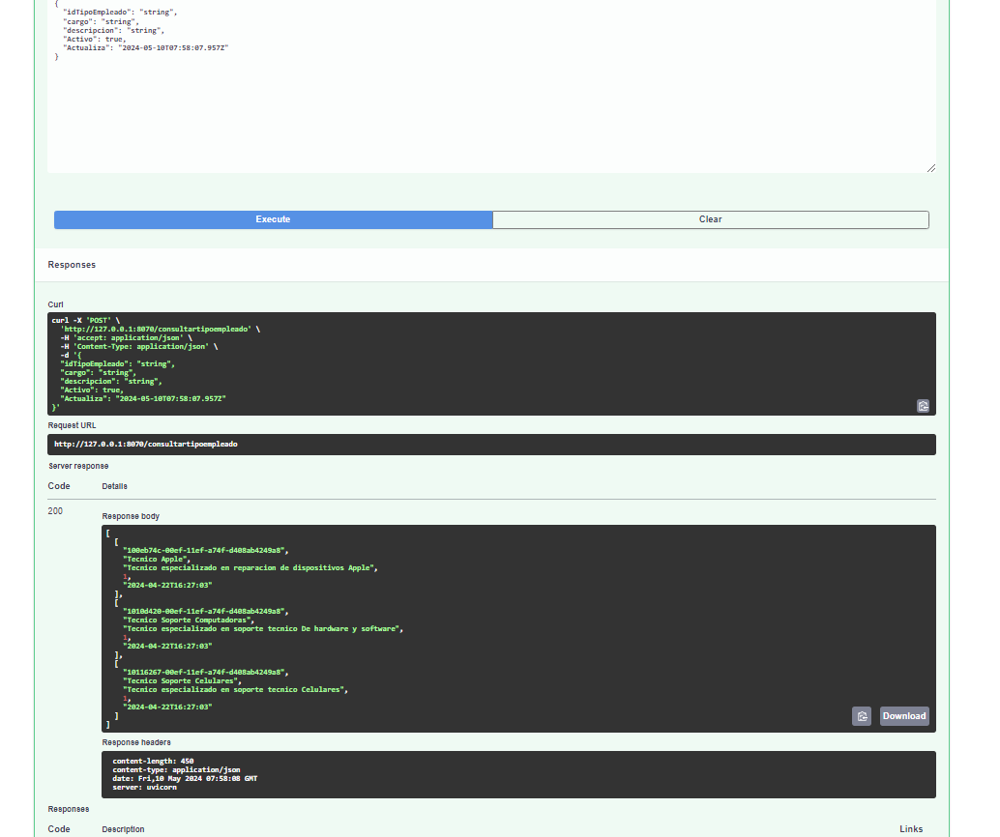 {
"idTipoEmpleado": "string",
"cargo": "string",
"descripcion": "string",
"Activo": true,
"Actualiza": "2024-05-10T07:58:07.957Z"
}
Execute
Clear
Responses
Curl
curl -X 'POST' \
'http://127.0.0.1:8070/consultartipoempleado' \
-H 'accept: application/json' \
-H 'Content-Type: application/json' \
-d '{
"idTipoEmpleado": "string",
"cargo": "string",
"descripcion": "string",
"Activo": true,
"Actualiza": "2024-05-10T07:58:07.957Z"
}'
Request URL
http://127.0.0.1:8070/consultartipoempleado
Server response
Code Details
200
Response body
[
[
"100eb74c-00ef-11ef-a74f-d408ab4249a8",
"Tecnico Apple",
"Tecnico especializado en reparacion de dispositivos Apple",
1,
"2024-04-22T16:27:03"
],
[
"1010d420-00ef-11ef-a74f-d408ab4249a8",
"Tecnico Soporte Computadoras",
"Tecnico especializado en soporte tecnico De hardware y software",
1,
"2024-04-22T16:27:03"
],
[
"10116267-00ef-11ef-a74f-d408ab4249a8",
"Tecnico Soporte Celulares",
"Tecnico especializado en soporte tecnico Celulares",
1,
"2024-04-22T16:27:03"
]
]
Download
Response headers
content-length: 450
content-type: application/json
date: Fri,10 May 2024 07:58:08 GMT
server: uvicorn
Responses
Code Description Links